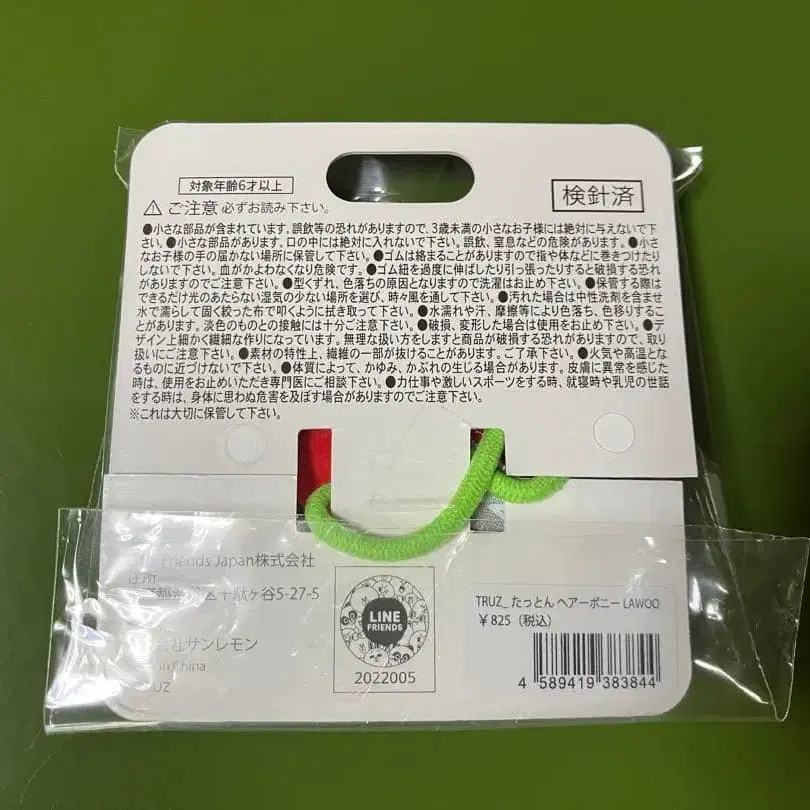 対象年齢6才以上
検針済
⚠ ご注意 必ずお読み下さい。
●小さな部品が含まれています。誤飲等の恐れがありますので、3歳未満の小さなお子様には絶対に与えないで下
さい。●小さな部品があります。口の中には絶対に入れないで下さい。誤飲、窒息などの危険があります。●小さ
なお子様の手の届かない場所に保管して下さい。●ゴムは絡まることがありますので指や体などに巻きつけたり
しないで下さい。血がかよわなくなり危険です。●ゴム紐を過度に伸ばしたり引っ張ったりすると破損する恐れ
がありますのでご注意下さい。●型くずれ、色落ちの原因となりますので洗濯はお止め下さい。●保管する際は
できるだけ光のあたらない湿気の少ない場所を選び、時々風を通して下さい。●汚れた場合は中性洗剤を含ませ
水で濡らして固く絞った布で叩くように拭き取って下さい。●水濡れや汗、摩擦等により色落ち、色移りするこ
とがあります。淡色のものとの接触には十分ご注意下さい。●破損、変形した場合は使用をお止め下さい。●デ
ザイン上細かく繊細な作りになっています。無理な扱い方をしますと商品が破損する恐れがありますので、取り
扱いにご注意下さい。●素材の特性上、繊維の一部が抜けることがあります。ご了承下さい。●火気や高温とな
るものに近づけないで下さい。●体質によって、かゆみ、かぶれの生じる場合があります。皮膚に異常を感じた
時は、使用をお止めいただき専門医にご相談下さい。●力仕事や激しいスポーツをする時、就寝時や乳児の世話
をする時は、身体に思わぬ危害を及ぼす場合がありますのでご注意下さい。
※これは大切に保管して下さい。
Friends Japan株式会社
住所
区千駄ヶ谷5-27-5
会社サンレモン
in China
UZ
LINE
FRIENDS
2022005
TRUZ_ たっとん ヘアーポニー LAWOO
￥825（税込）
4 589419 383844